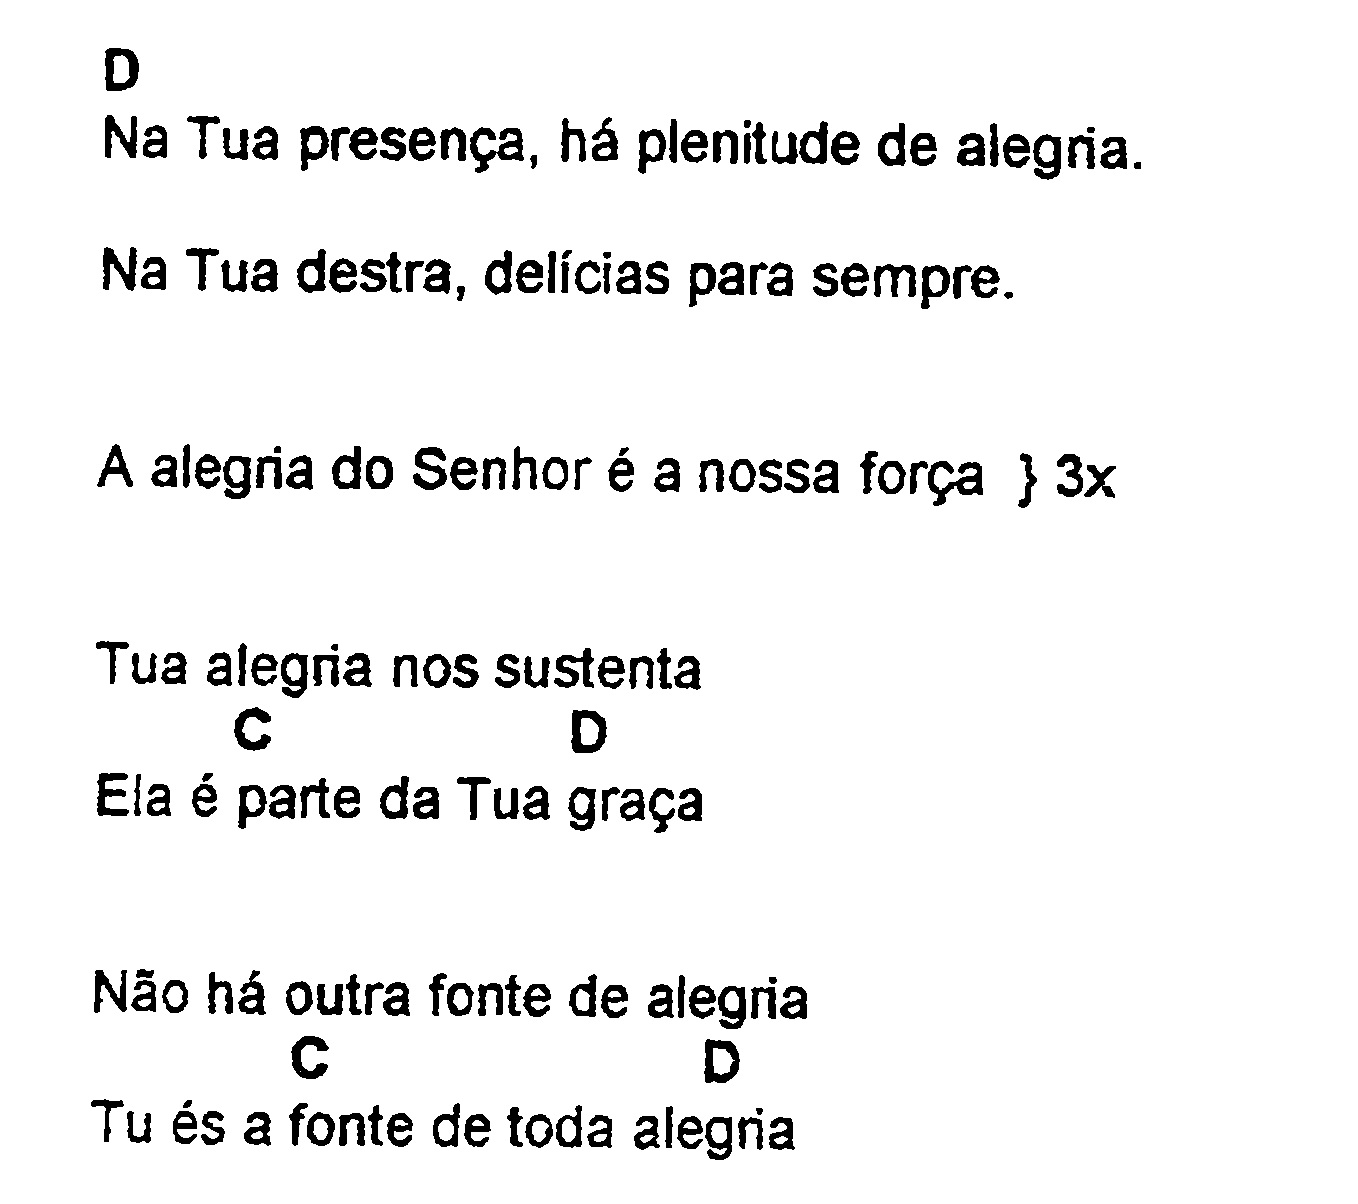 D
Na Tua presença, há plenitude de alegria.
Na Tua destra, delícias para sempre.
A alegria do Senhor é a nossa força } 3x
Tua alegria nos sustenta
C D
Ela é parte da Tua graça
Não há outra fonte de alegria
C D
Tu és a fonte de toda alegria